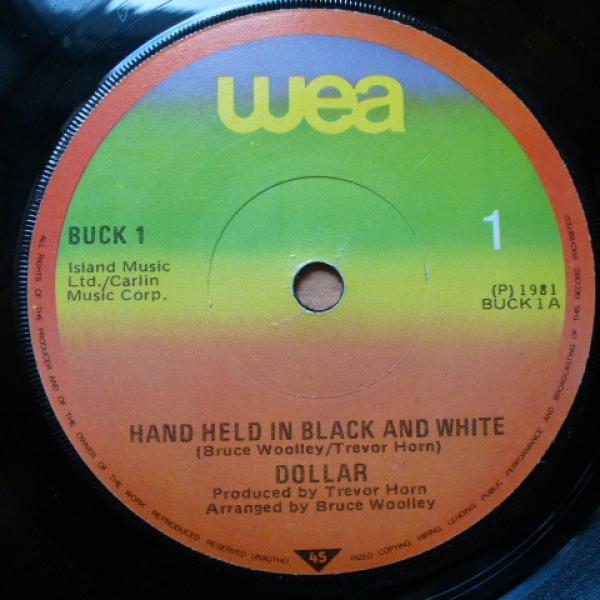 wea
BUCK 1
1
Island Music
Ltd./Carlin
Music Corp.
(P) 1981
BUCK 1 A
HAND HELD IN BLACK AND WHITE
(Bruce Woolley/Trevor Horn)
DOLLAR
Produced by Trevor Horn
Arranged by Bruce Woolley
ALL RIGHTS OF THE PRODUCER AND OF THE OWNER OF THE WORK REPRODUCED RESERVED UNAUTHO
45
RIZED COPYING, HIRING, LENDING, PUBLIC PERFORMANCE AND BROADCASTING OF THIS RECORD PROHIBITED